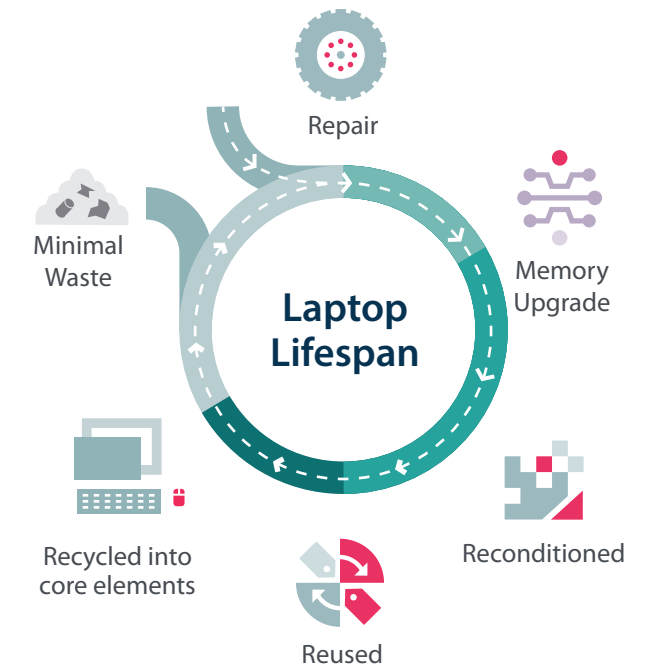 Repair
Minimal
Waste
Memory
Upgrade
Laptop
Lifespan
Recycled into
core elements
Reconditioned
Reused